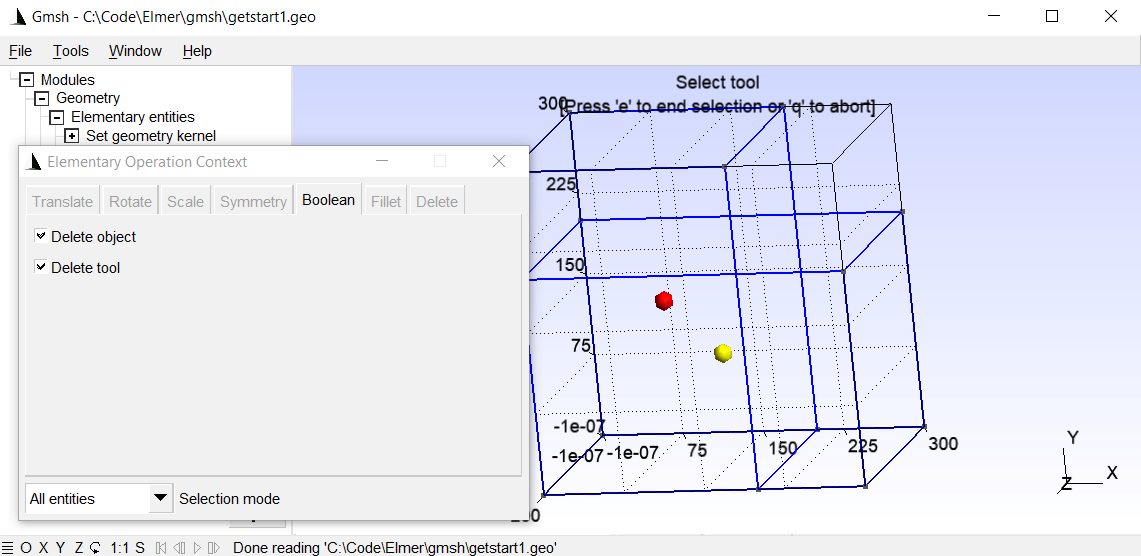 Gmsh - C:\Code\Elmer\gmsh\getstart1.geo
File Tools Window Help
Modules
Geometry
Elementary entities
Set geometry kernel
Elementary Operation Context
Translate Rotate Scale Symmetry Boolean Fillet Delete
Delete object
Delete tool
All entities Selection mode
Select tool
[Press 'e' to end selection or 'q' to abort]
300
225
150
75
-1e-07
-1e-07 -1e-07 75 150 225 300
Y
X
Z
O X Y Z 1:1 S Done reading 'C:\Code\Elmer\gmsh\getstart1.geo'